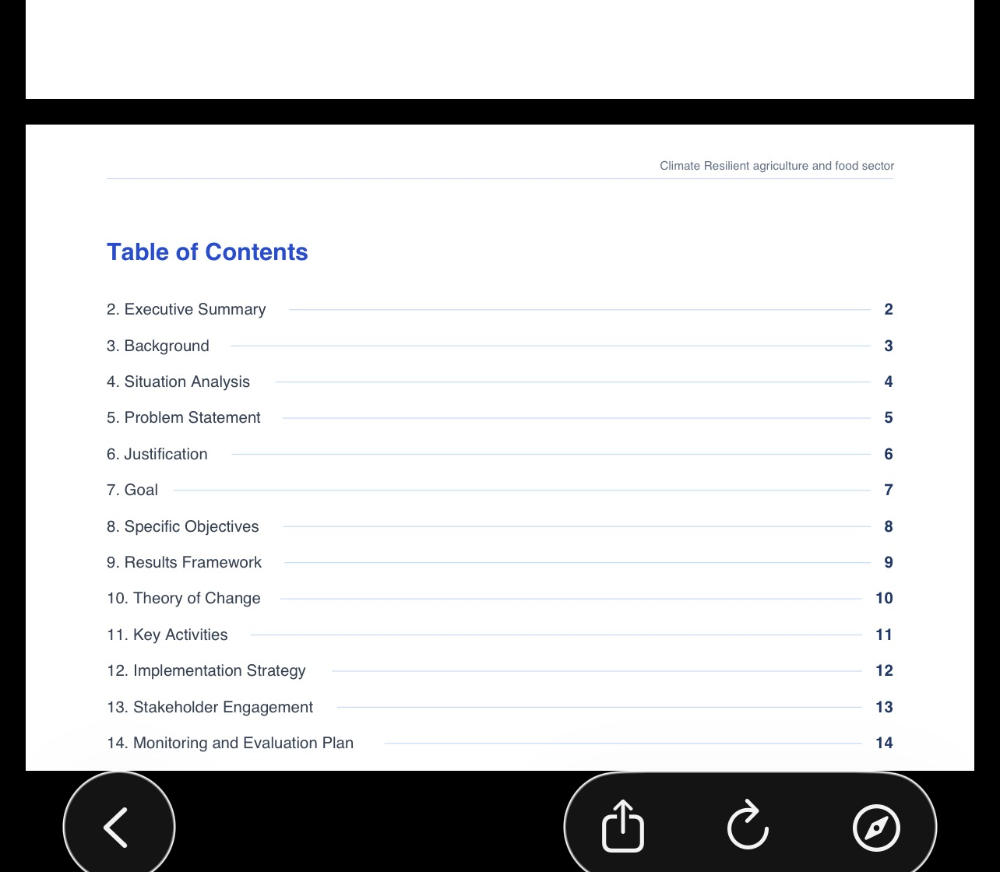 Climate Resilient agriculture and food sector
Table of Contents
2. Executive Summary 2
3. Background 3
4. Situation Analysis 4
5. Problem Statement 5
6. Justification 6
7. Goal 7
8. Specific Objectives 8
9. Results Framework 9
10. Theory of Change 10
11. Key Activities 11
12. Implementation Strategy 12
13. Stakeholder Engagement 13
14. Monitoring and Evaluation Plan 14